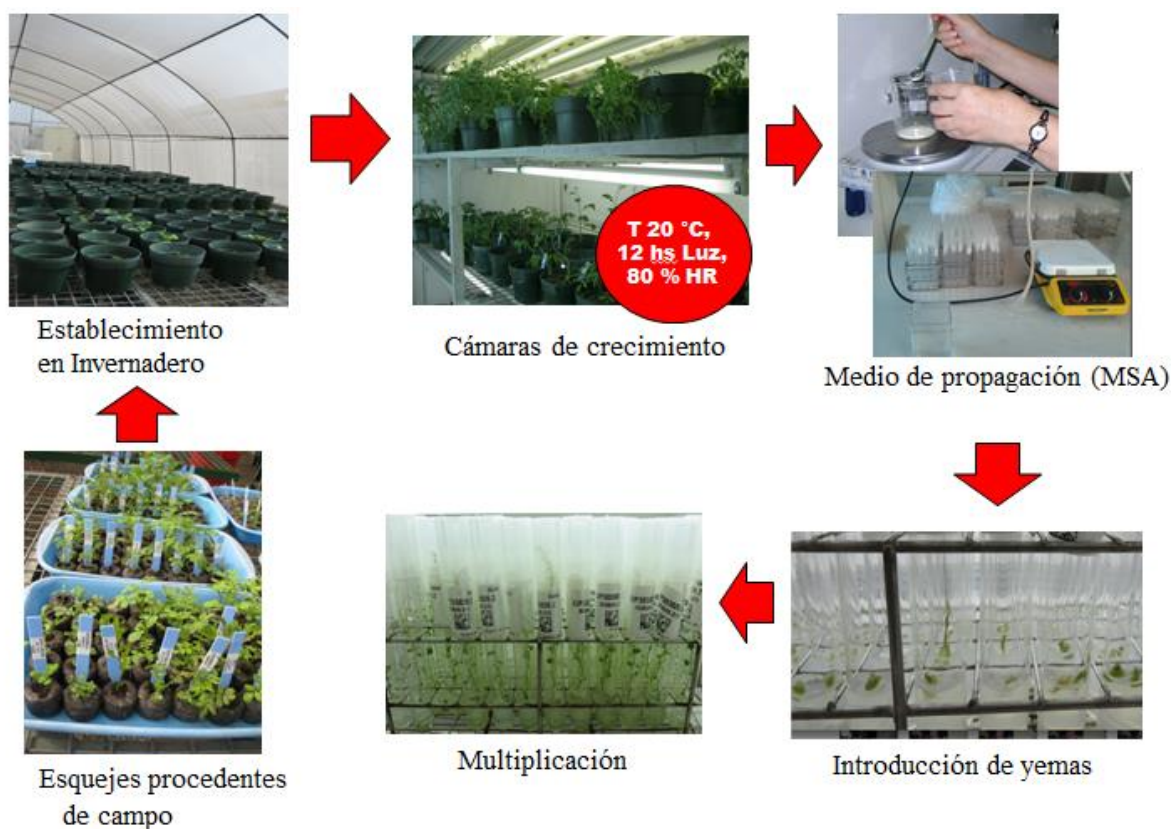 Establecimiento
en Invernadero
T 20 °C,
12 hs Luz,
80 % HR
Cámaras de crecimiento
Medio de propagación (MSA)
Esquejes procedentes
de campo
Multiplicación
Introducción de yemas